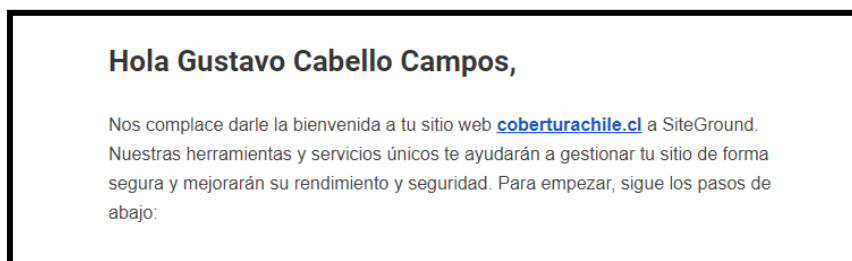 Hola Gustavo Cabello Campos,
Nos complace darle la bienvenida a tu sitio web coberturachile.cl a SiteGround.
Nuestras herramientas y servicios únicos te ayudarán a gestionar tu sitio de forma
segura y mejorarán su rendimiento y seguridad. Para empezar, sigue los pasos de
abajo: